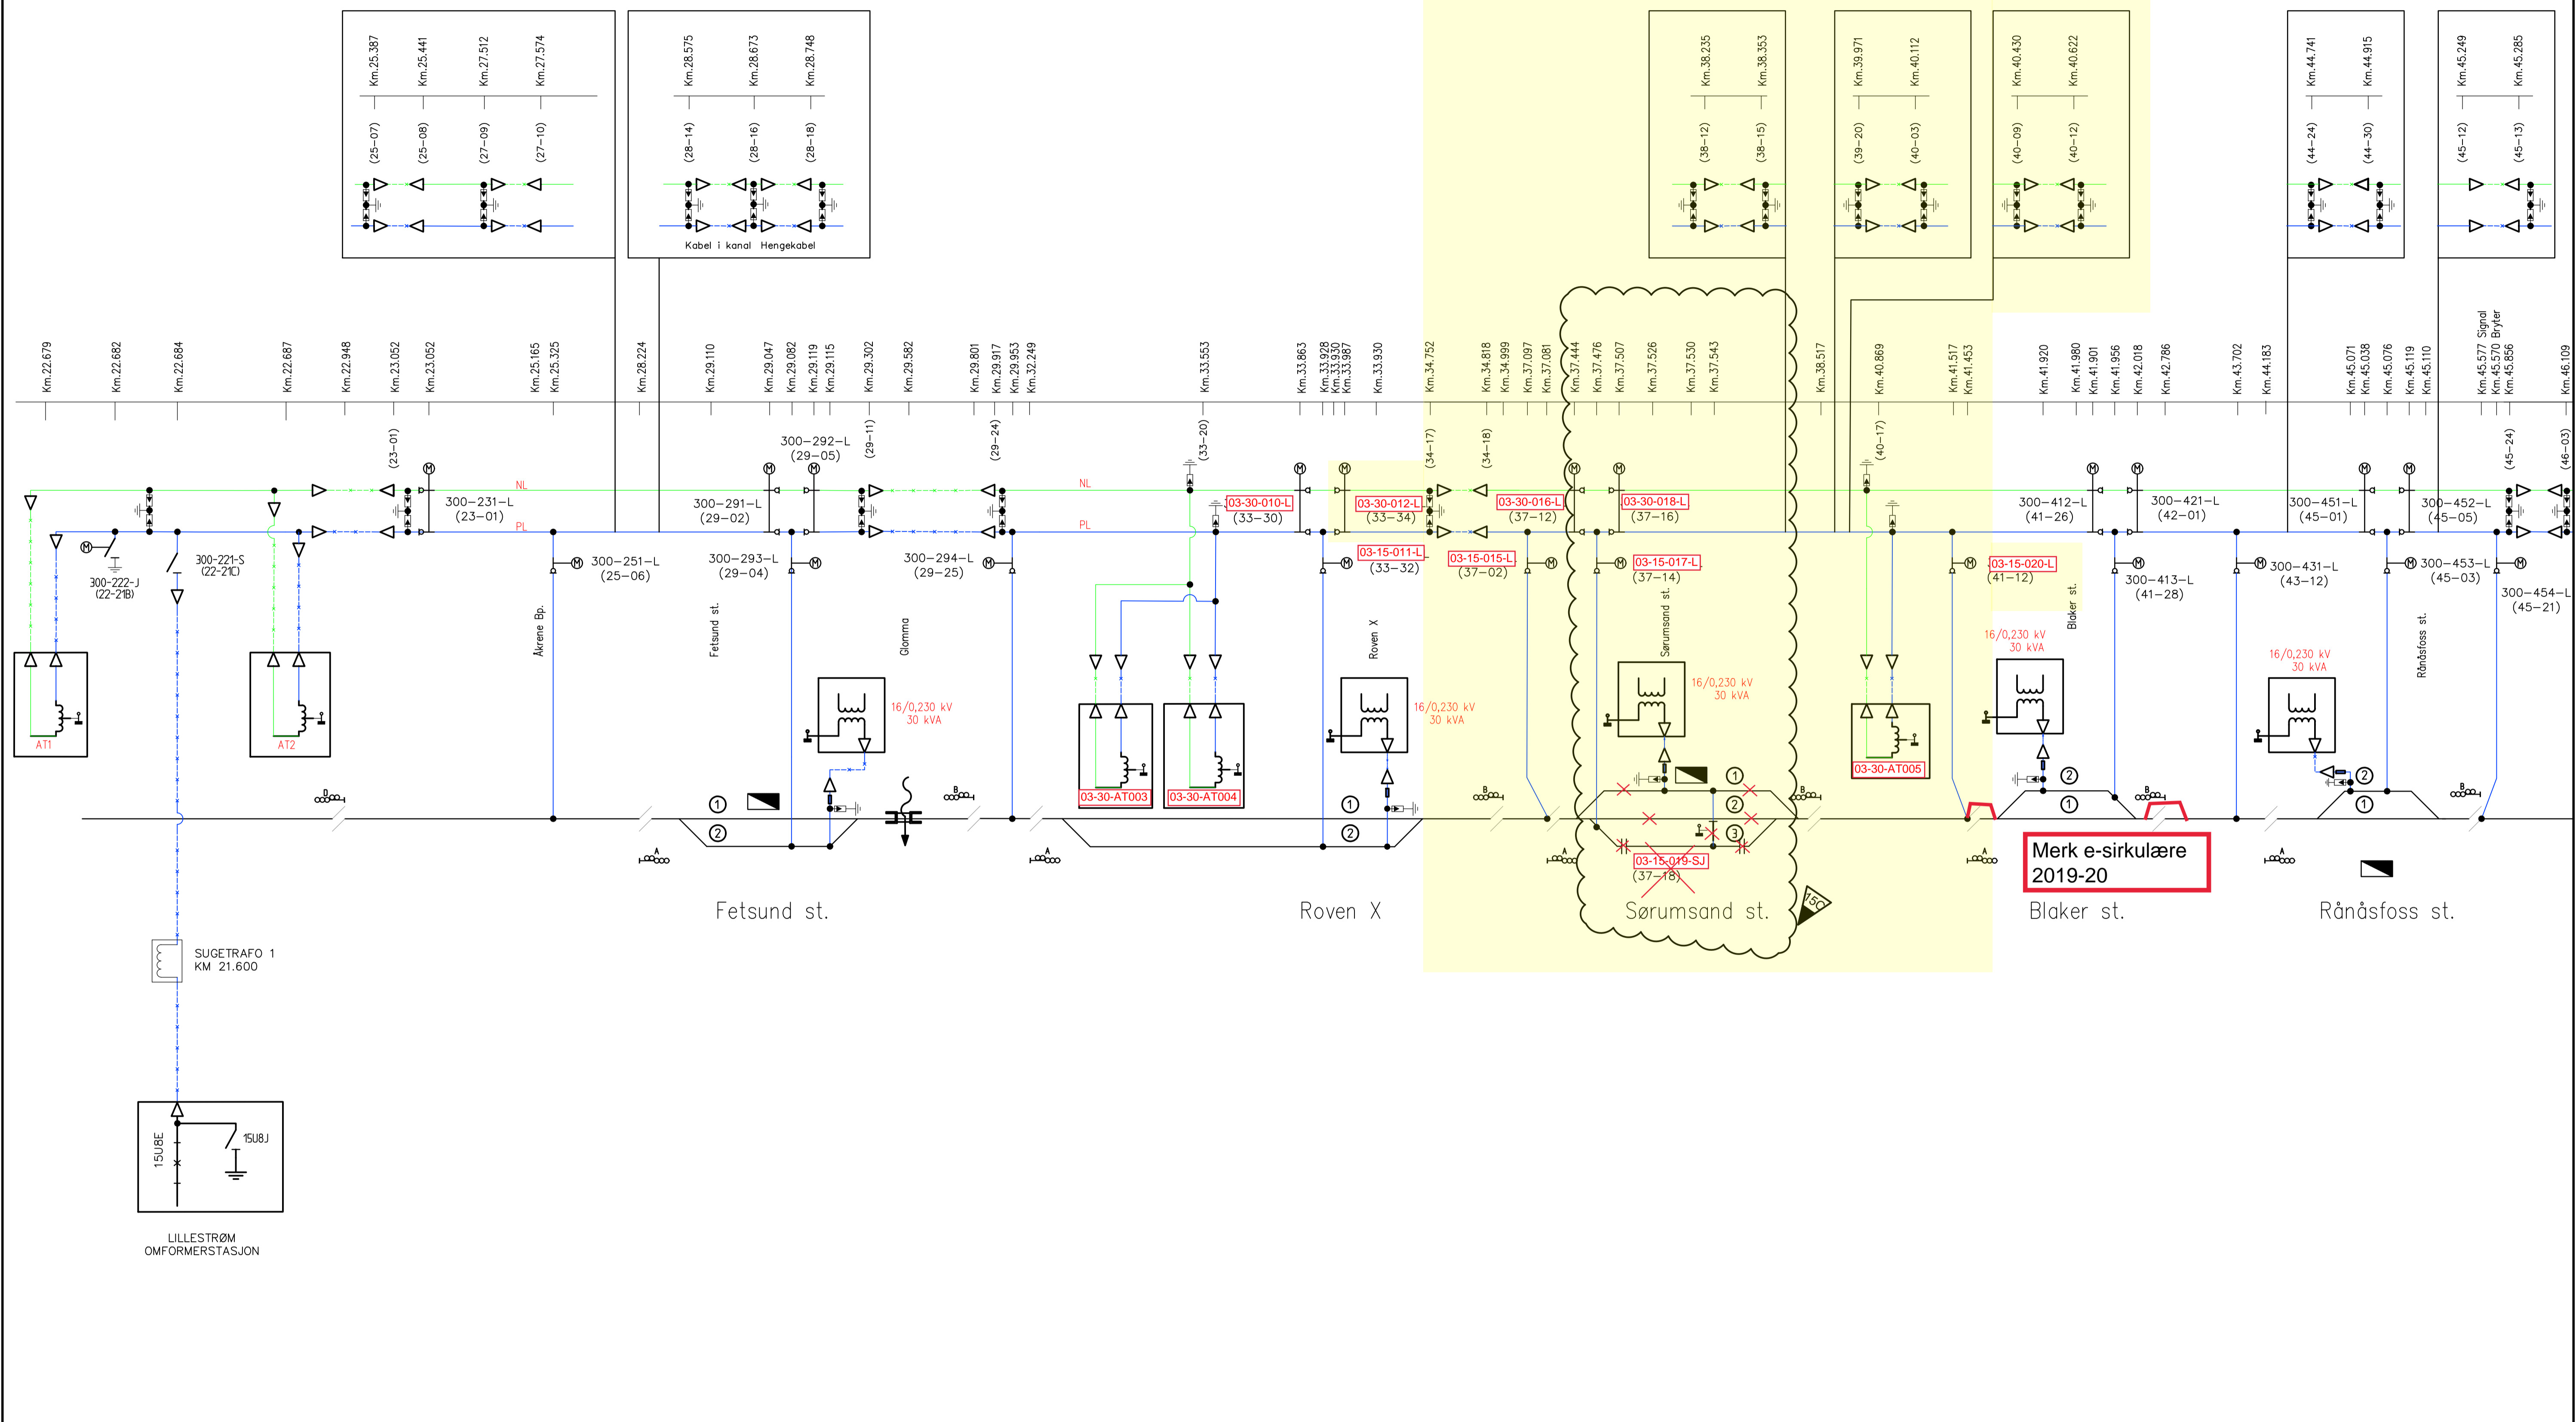 Km.25.387
Km.25.441
Km.27.512
Km.27.574
(25-07)
(25-08)
(27-09)
(27-10)
Km.28.575
Km.28.673
Km.28.748
(28-14)
(28-16)
(28-18)
Kabel i kanal Hengekabel
Km.38.235
Km.38.353
(38-12)
(38-15)
Km.39.971
Km.40.112
(39-20)
(40-03)
Km.40.430
Km.40.622
(40-09)
(40-12)
Km.44.741
Km.44.915
(44-24)
(44-30)
Km.45.249
Km.45.285
(45-12)
(45-13)
Km.22.679
Km.22.682
Km.22.684
Km.22.687
Km.22.948
Km.23.052
Km.23.052
Km.25.165
Km.25.325
Km.28.224
Km.29.110
Km.29.047
Km.29.082
Km.29.119
Km.29.115
Km.29.302
Km.29.582
Km.29.801
Km.29.917
Km.29.953
Km.32.249
Km.33.553
Km.33.863
Km.33.928
Km.33.930
Km.33.987
Km.33.930
Km.34.752
Km.34.818
Km.34.999
Km.37.097
Km.37.081
Km.37.444
Km.37.476
Km.37.507
Km.37.526
Km.37.530
Km.37.543
Km.38.517
Km.40.869
Km.41.517
Km.41.453
Km.41.920
Km.41.980
Km.41.901
Km.41.956
Km.42.018
Km.42.786
Km.43.702
Km.44.183
Km.45.071
Km.45.038
Km.45.076
Km.45.119
Km.45.110
Km.45.577 Signal
Km.45.570 Bryter
Km.45.856
Km.46.109
(23-01)
300-292-L
(29-05)
(29-11)
(29-24)
(33-20)
(34-17)
(34-18)
(40-17)
(45-24)
(46-03)
M
M
M
M
M
M
M
M
M
M
M
NL
NL
PL
PL
300-231-L
(23-01)
300-291-L
(29-02)
03-30-010-L
(33-30)
03-30-012-L
(33-34)
03-30-016-L
(37-12)
03-30-018-L
(37-16)
300-412-L
(41-26)
300-421-L
(42-01)
300-451-L
(45-01)
300-452-L
(45-05)
M
300-222-J
(22-21B)
300-221-S
(22-21C)
M
300-251-L
(25-06)
300-293-L
(29-04)
M
300-294-L
(29-25)
M
M
03-15-011-L
(33-32)
03-15-015-L
(37-02)
M
M
03-15-017-L
(37-14)
M
03-15-020-L
(41-12)
M
300-413-L
(41-28)
M
300-431-L
(43-12)
M
300-453-L
(45-03)
M
300-454-L
(45-21)
Åkrene Bp.
Fetsund st.
Glomma
Roven X
Sørumsand st.
Blaker st.
Rånåsfoss st.
16/0,230 kV
30 kVA
16/0,230 kV
30 kVA
16/0,230 kV
30 kVA
16/0,230 kV
30 kVA
16/0,230 kV
30 kVA
AT1
AT2
03-30-AT003
03-30-AT004
03-30-AT005
D
A
B
A
B
A
B
A
B
A
B
1
2
1
2
1
2
3
2
1
2
1
03-15-019-SJ
(37-18)
Merk e-sirkulære
2019-20
15C
Fetsund st.
Roven X
Sørumsand st.
Blaker st.
Rånåsfoss st.
SUGETRAFO 1
KM 21.600
15U8E
15U8J
LILLESTRØM
OMFORMERSTASJON